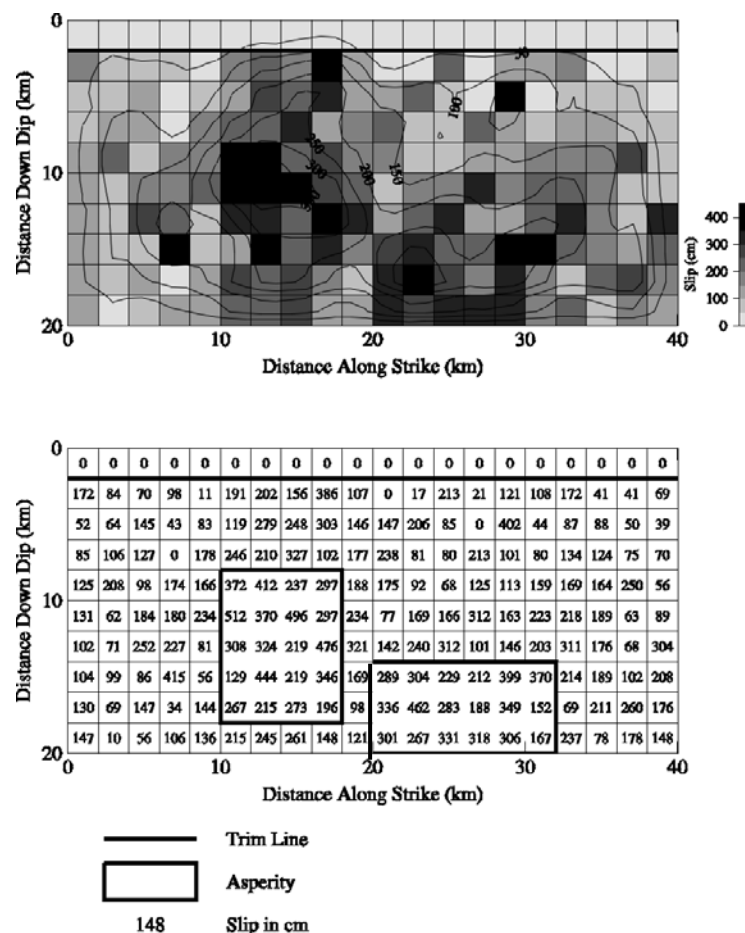 0
10
20
Distance Down Dip (km)
50
100
250
300
200
150
400
300
200
100
0
Slip (cm)
0 10 20 30 40
Distance Along Strike (km)
0
10
20
Distance Down Dip (km)
0 0 0 0 0 0 0 0 0 0 0 0 0 0 0 0 0 0 0 0
172 84 70 98 11 191 202 156 386 107 0 17 213 21 121 108 172 41 41 69
52 64 145 43 83 119 279 248 303 146 147 206 85 0 402 44 87 88 50 39
85 106 127 0 178 246 210 327 102 177 238 81 80 213 101 80 134 124 75 70
125 208 98 174 166 372 412 237 297 188 175 92 68 125 113 159 169 164 250 56
131 62 184 180 234 512 370 496 297 234 77 169 166 312 163 223 218 189 63 89
102 71 252 227 81 308 324 219 476 321 142 240 312 101 146 203 311 176 68 304
104 99 86 415 56 129 444 219 346 169 289 304 229 212 399 370 214 189 102 208
130 69 147 34 144 267 215 273 196 98 336 462 283 188 349 152 69 211 260 176
147 10 56 106 136 215 245 261 148 121 301 267 331 318 306 167 237 78 178 148
0 10 20 30 40
Distance Along Strike (km)
Trim Line
Asperity
148 Slip in cm